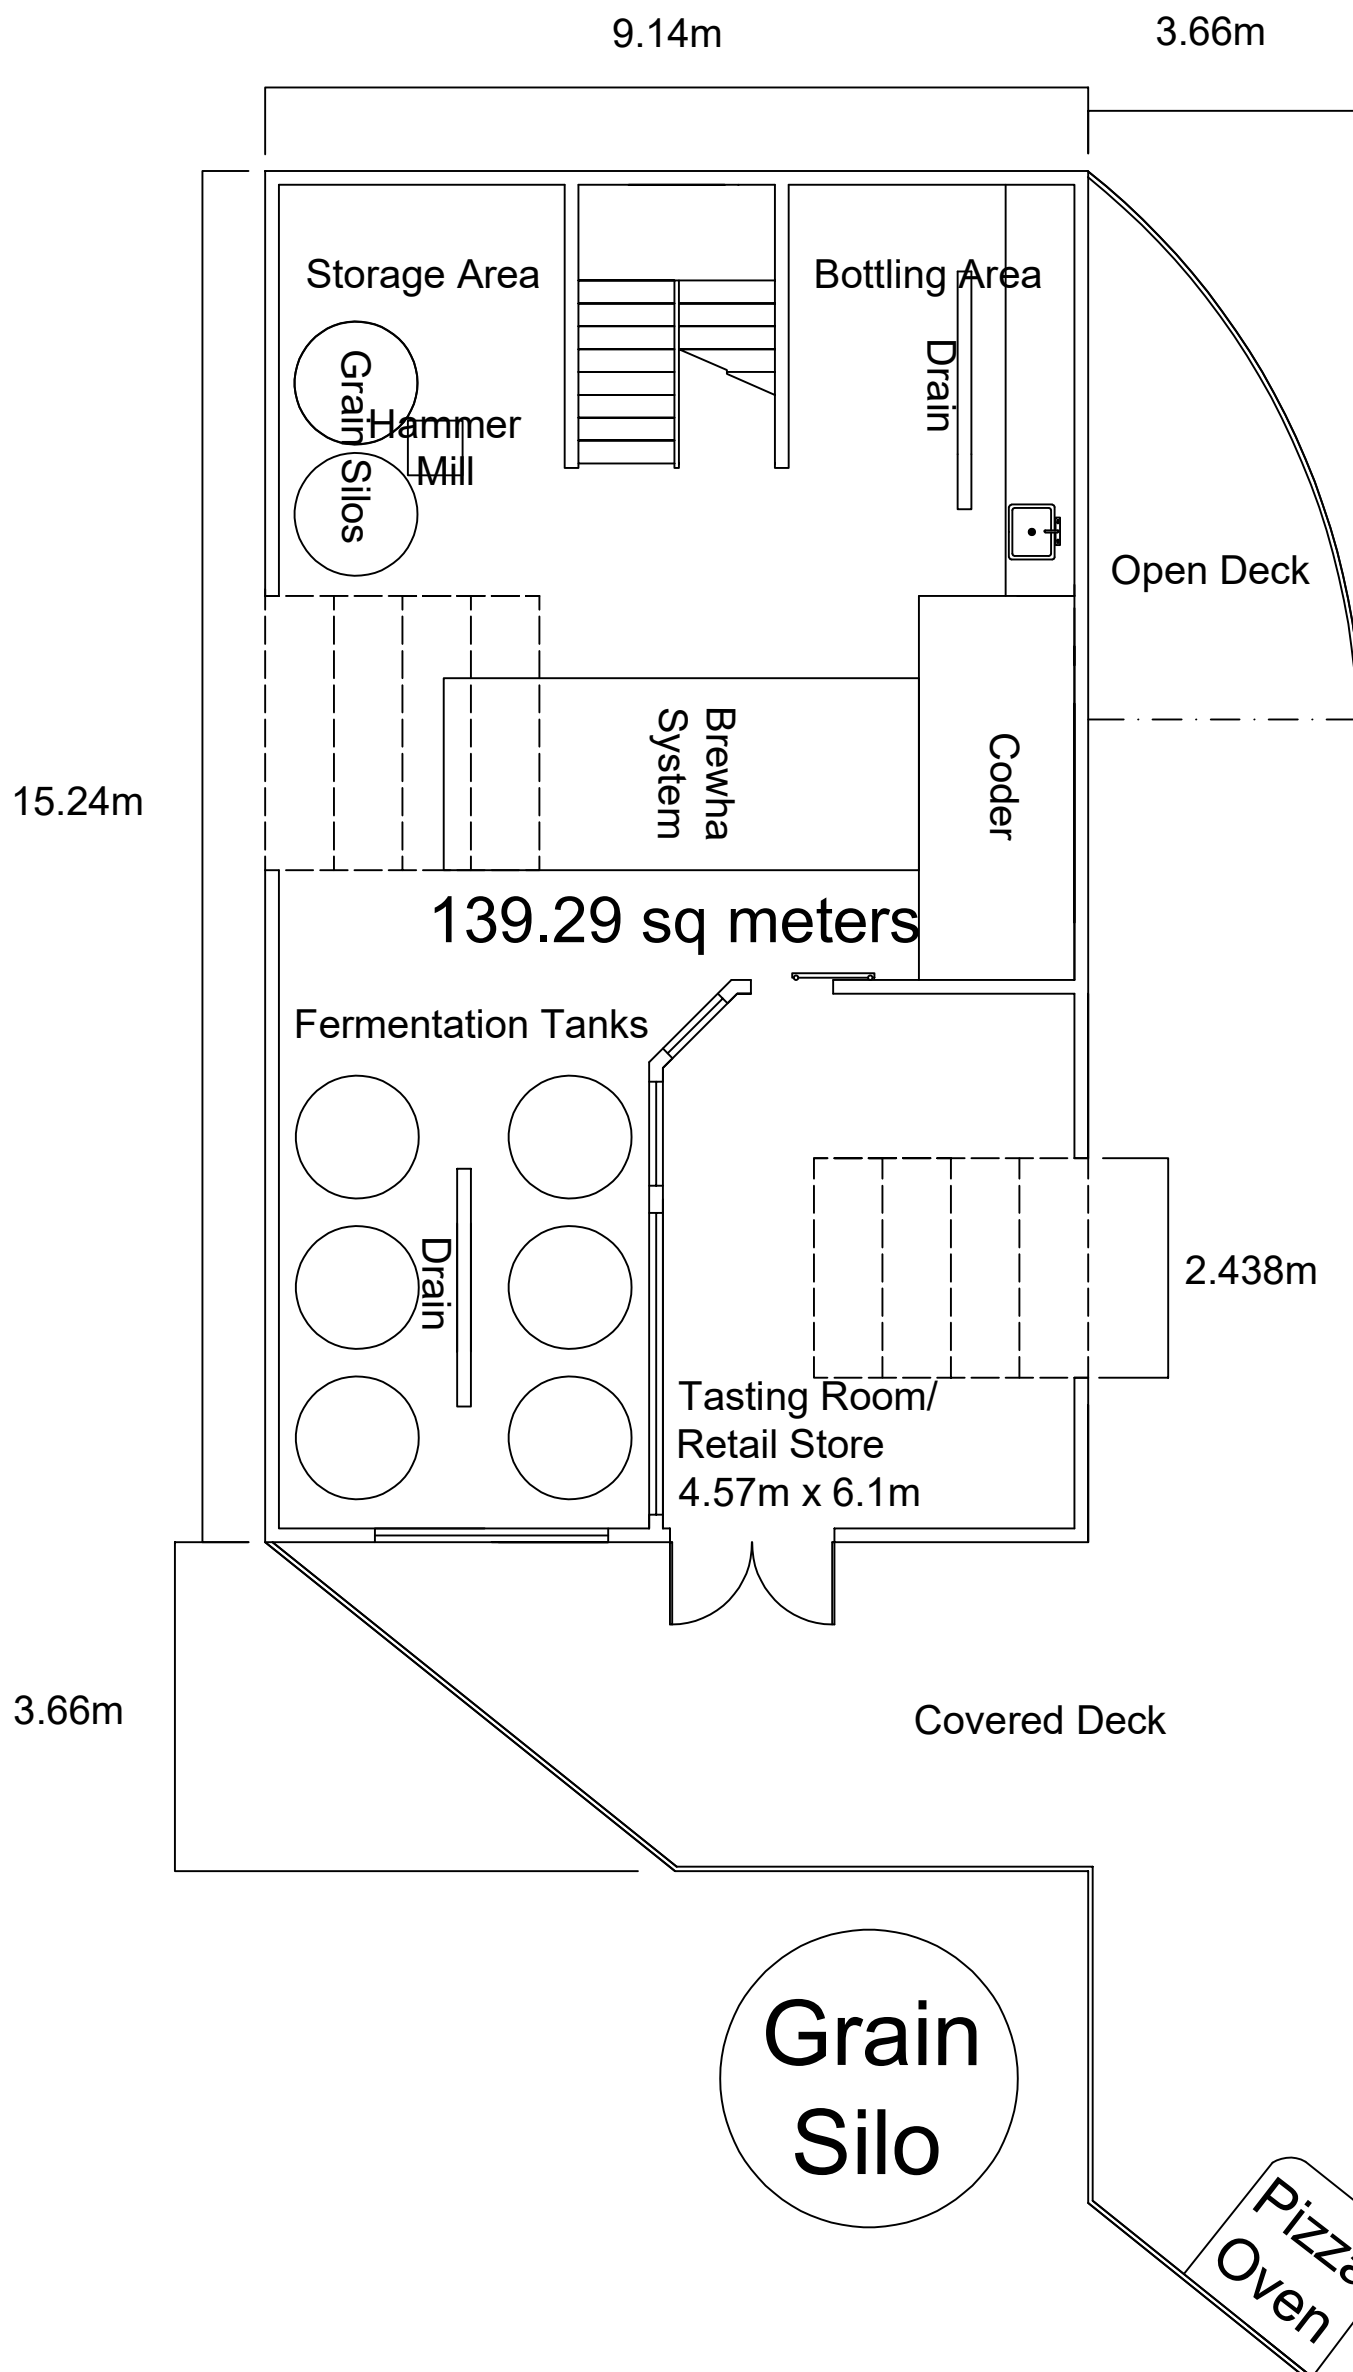 9.14m
3.66m
Storage Area
Bottling Area
Grain Silos
Hammer
Mill
Drain
Open Deck
Brewha
System
Coder
15.24m
139.29 sq meters
Fermentation Tanks
Drain
2.438m
Tasting Room/
Retail Store
4.57m x 6.1m
3.66m
Covered Deck
Grain
Silo
Pizza
Oven